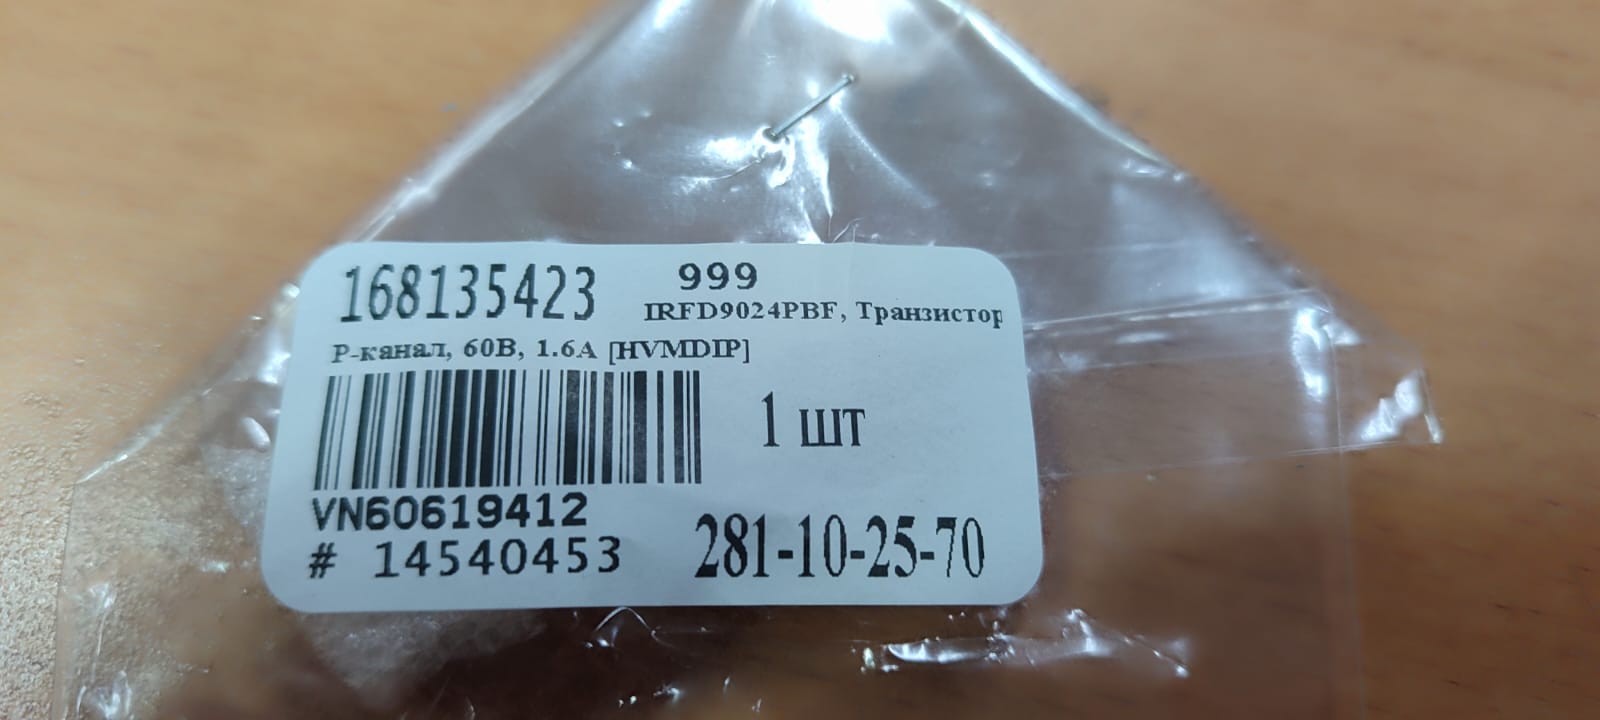 168135423 999
IRFD9024PBF, Транзистор
P-канал, 60В, 1.6А [HVMDIP]
1 шт
VN60619412
# 14540453 281-10-25-70